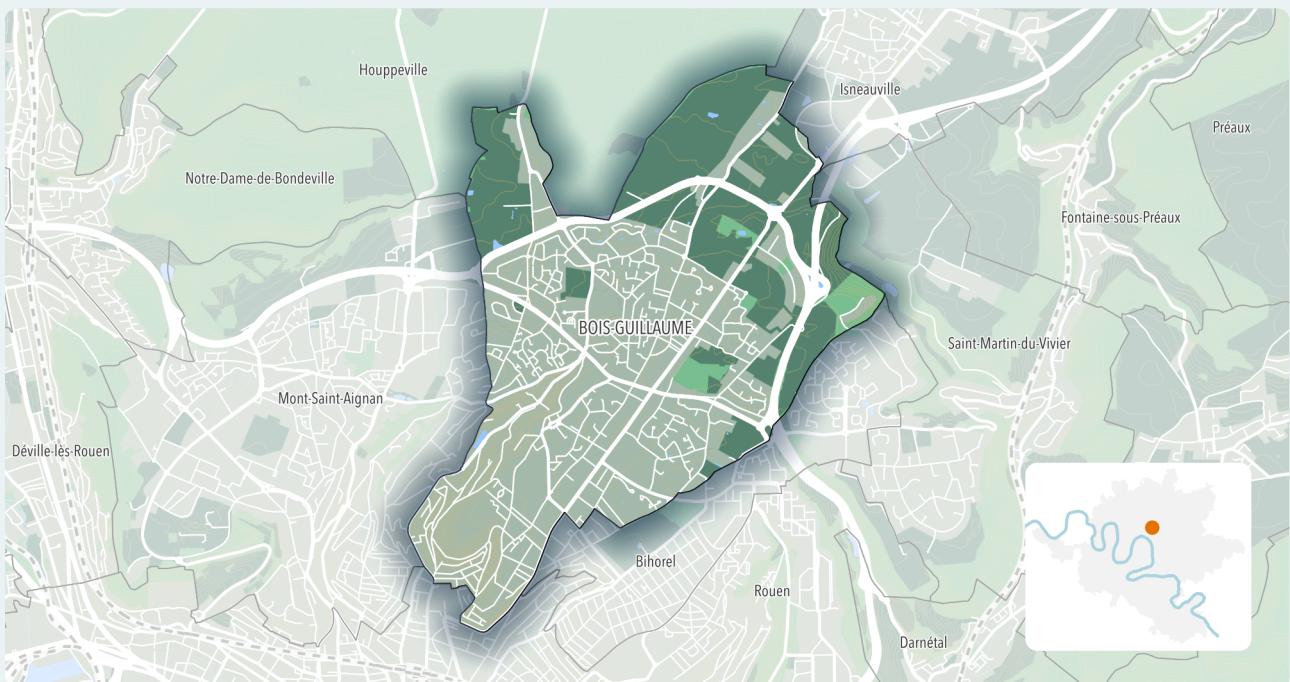 Houppeville
Isneauville
Préaux
Notre-Dame-de-Bondeville
Fontaine-sous-Préaux
BOIS-GUILLAUME
Saint-Martin-du-Vivier
Mont-Saint-Aignan
Déville-lès-Rouen
Bihorel
Rouen
Darnétal